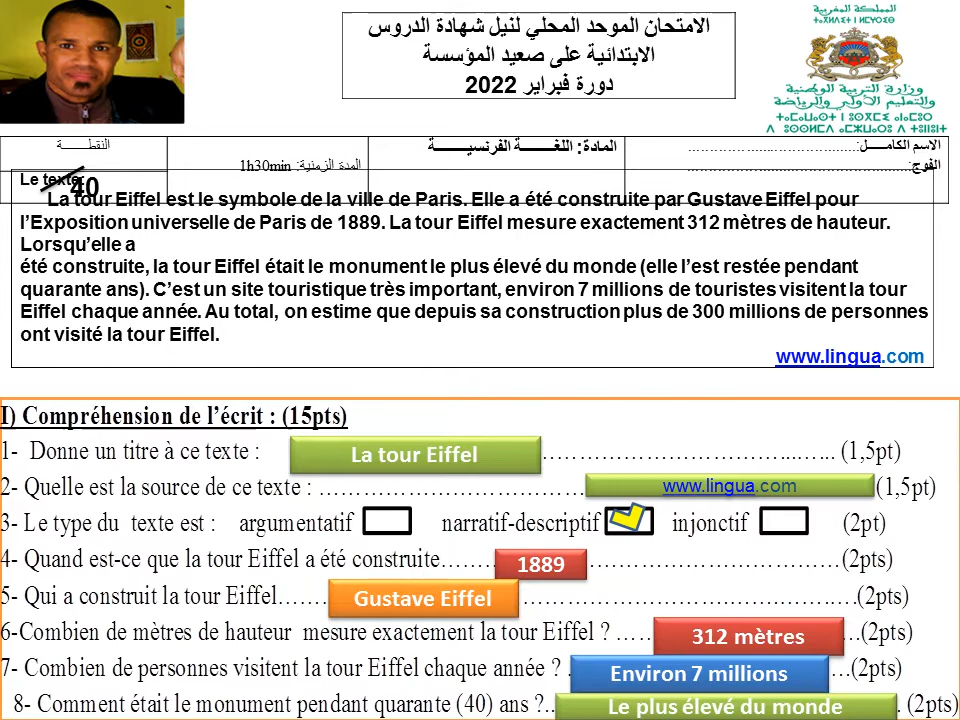 الامتحان الموحد المحلي لنيل شهادة الدروس
الابتدائية على صعيد المؤسسة
دورة فبراير 2022
المملكة المغربية
وزارة التربية الوطنية
والتعليم الأولي والرياضة
الاسم الكامــــل:
الفوج:
المادة: اللغـــــة الفرنسيـــــة
المدة الزمنية: 1h30min
النقطـــــة
40
Le texte:
La tour Eiffel est le symbole de la ville de Paris. Elle a été construite par Gustave Eiffel pour
l’Exposition universelle de Paris de 1889. La tour Eiffel mesure exactement 312 mètres de hauteur.
Lorsqu’elle a
été construite, la tour Eiffel était le monument le plus élevé du monde (elle l’est restée pendant
quarante ans). C’est un site touristique très important, environ 7 millions de touristes visitent la tour
Eiffel chaque année. Au total, on estime que depuis sa construction plus de 300 millions de personnes
ont visité la tour Eiffel.
www.lingua.com
I) Compréhension de l’écrit : (15pts)
1- Donne un titre à ce texte : La tour Eiffel ……………………………… (1,5pt)
2- Quelle est la source de ce texte : ……………………………… www.lingua.com (1,5pt)
3- Le type du texte est : argumentatif narratif-descriptif injonctif (2pt)
4- Quand est-ce que la tour Eiffel a été construite…… 1889 ……………………………(2pts)
5- Qui a construit la tour Eiffel…… Gustave Eiffel ……………………………(2pts)
6-Combien de mètres de hauteur mesure exactement la tour Eiffel ? … 312 mètres …(2pts)
7- Combien de personnes visitent la tour Eiffel chaque année ? . Environ 7 millions …(2pts)
8- Comment était le monument pendant quarante (40) ans ?.. Le plus élevé du monde . (2pts)